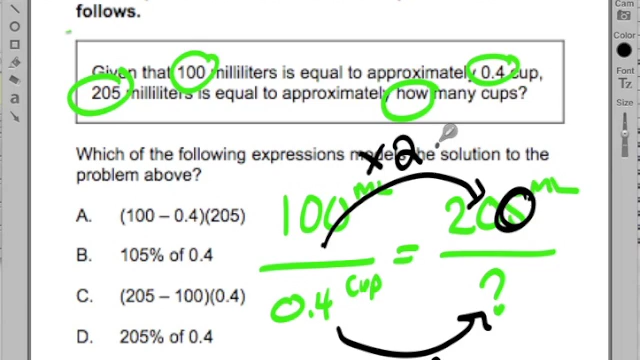 follows.
Given that 100 milliliters is equal to approximately 0.4 cup,
205 milliliters is equal to approximately how many cups?
Which of the following expressions models the solution to the
problem above?
A. (100 – 0.4)(205)
B. 105% of 0.4
C. (205 – 100)(0.4)
D. 205% of 0.4
×2.
100 ML
205 ML
=
0.4 cup
?
Cam
Color
Font
Tz
Size
a